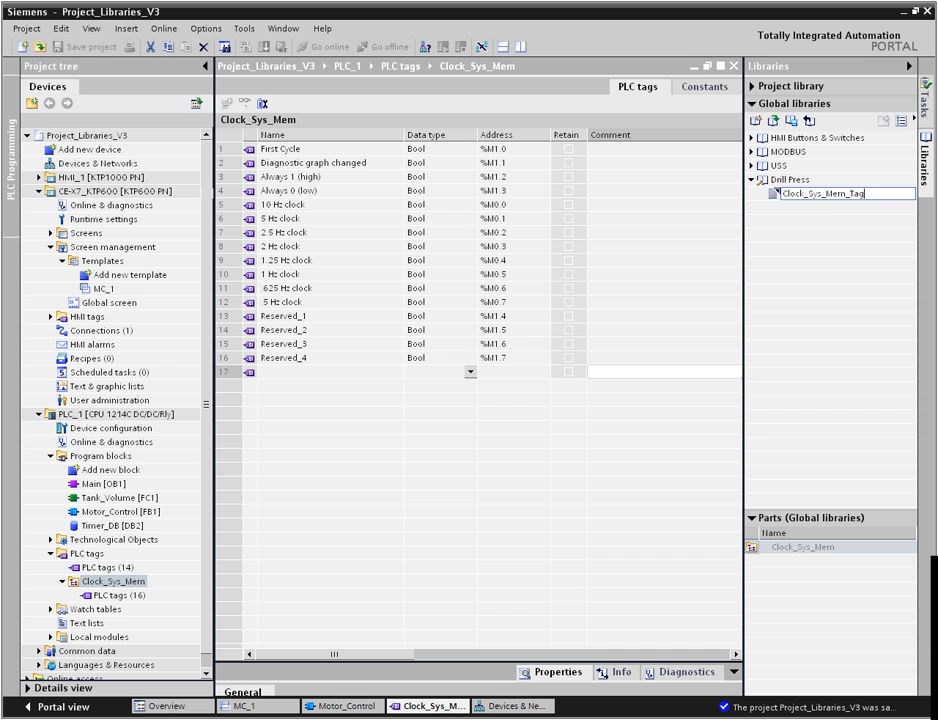 Siemens - Project_Libraries_V3
Project Edit View Insert Online Options Tools Window Help
Totally Integrated Automation
PORTAL
Save project Go online Go offline
Project tree
Project_Libraries_V3 PLC_1 PLC tags Clock_Sys_Mem
Libraries
Devices
PLC tags Constants
PLC Programming
Clock_Sys_Mem
Name Data type Address Retain Comment
1 First Cycle Bool %M1.0
2 Diagnostic graph changed Bool %M1.1
3 Always 1 (high) Bool %M1.2
4 Always 0 (low) Bool %M1.3
5 10 Hz clock Bool %M0.0
6 5 Hz clock Bool %M0.1
7 2.5 Hz clock Bool %M0.2
8 2 Hz clock Bool %M0.3
9 1.25 Hz clock Bool %M0.4
10 1 Hz clock Bool %M0.5
11 .625 Hz clock Bool %M0.6
12 .5 Hz clock Bool %M0.7
13 Reserved_1 Bool %M1.4
14 Reserved_2 Bool %M1.5
15 Reserved_3 Bool %M1.6
16 Reserved_4 Bool %M1.7
17
Project_Libraries_V3
Add new device
Devices & Networks
HMI_1 [KTP1000 PN]
CE-X7_KTP600 [KTP600 PN]
Online & diagnostics
Runtime settings
Screens
Screen management
Templates
Add new template
MC_1
Global screen
HMI tags
Connections (1)
HMI alarms
Recipes (0)
Scheduled tasks (0)
Text & graphic lists
User administration
PLC_1 [CPU 1214C DC/DC/Rly]
Device configuration
Online & diagnostics
Program blocks
Add new block
Main [OB1]
Tank_Volume [FC1]
Motor_Control [FB1]
Timer_DB [DB2]
Technological Objects
PLC tags
PLC tags (14)
Clock_Sys_Mem
PLC tags (16)
Watch tables
Text lists
Local modules
Common data
Languages & Resources
Online access
Details view
Project library
Global libraries
HMI Buttons & Switches
MODBUS
USS
Drill Press
Clock_Sys_Mem_Tag
Parts (Global libraries)
Name
Clock_Sys_Mem
Tasks
Libraries
Properties Info Diagnostics
General
Portal view Overview MC_1 Motor_Control Clock_Sys_M... Devices & Ne... The project Project_Libraries_V3 was sa...